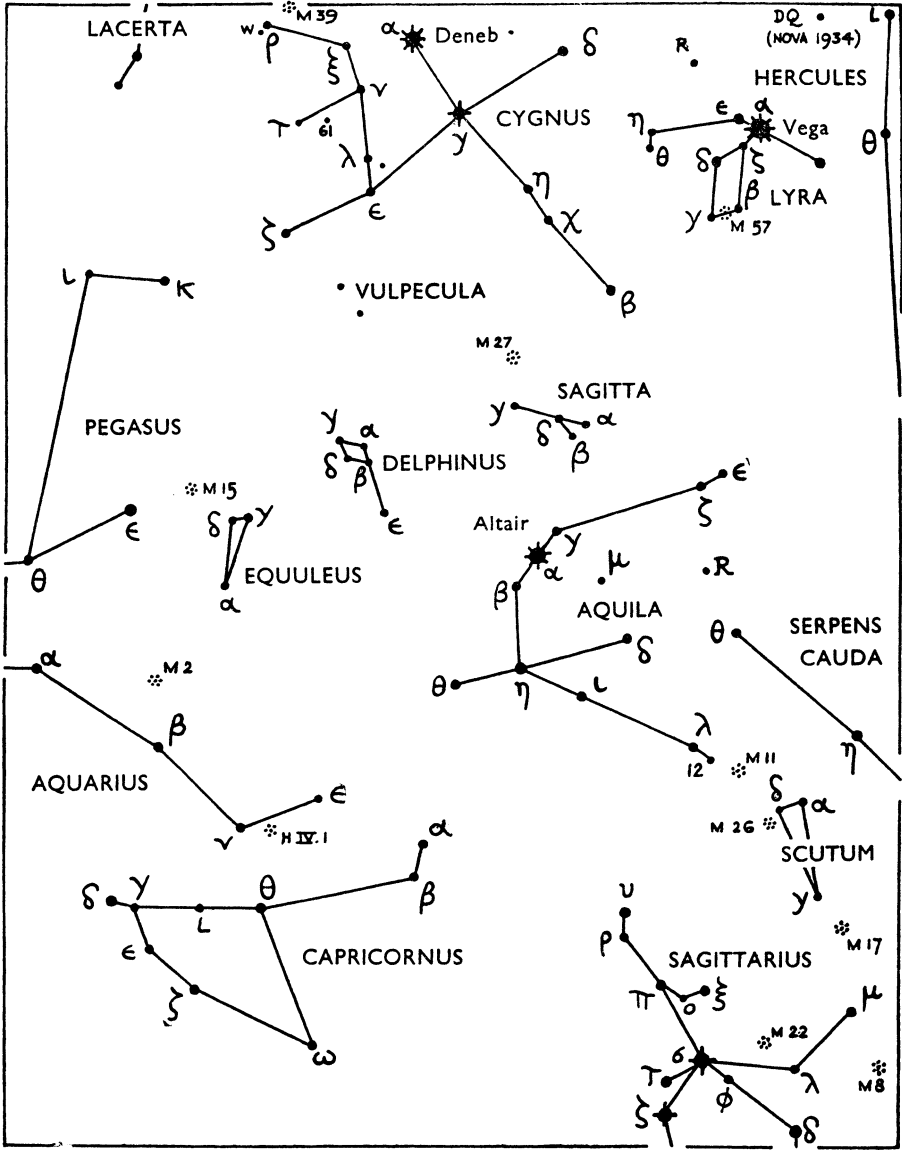 M 39
DQ
(NOVA 1934)
ι
LACERTA
w.
ρ
ξ
α
Deneb
δ
R
HERCULES
ν
τ
61
CYGNUS
γ
λ
ε
ζ
η
χ
β
η
θ
ε
α
Vega
δ
ζ
β
γ
M 57
LYRA
θ
ι
κ
VULPECULA
M 27
SAGITTA
γ
δ
α
β
PEGASUS
γ
α
δ
β
DELPHINUS
ε
M 15
δ
γ
ε
EQUULEUS
θ
α
Altair
ε
ζ
γ
α
μ
β
AQUILA
R
δ
θ
η
ι
λ
12
θ
SERPENS
CAUDA
η
α
M 2
β
AQUARIUS
ε
ν
H IV.1
M 11
δ
α
M 26
SCUTUM
γ
α
β
δ
γ
ι
θ
ε
CAPRICORNUS
ζ
ω
υ
ρ
SAGITTARIUS
M 17
π
ο
ξ
μ
M 22
σ
τ
φ
λ
M 8
ζ
δ